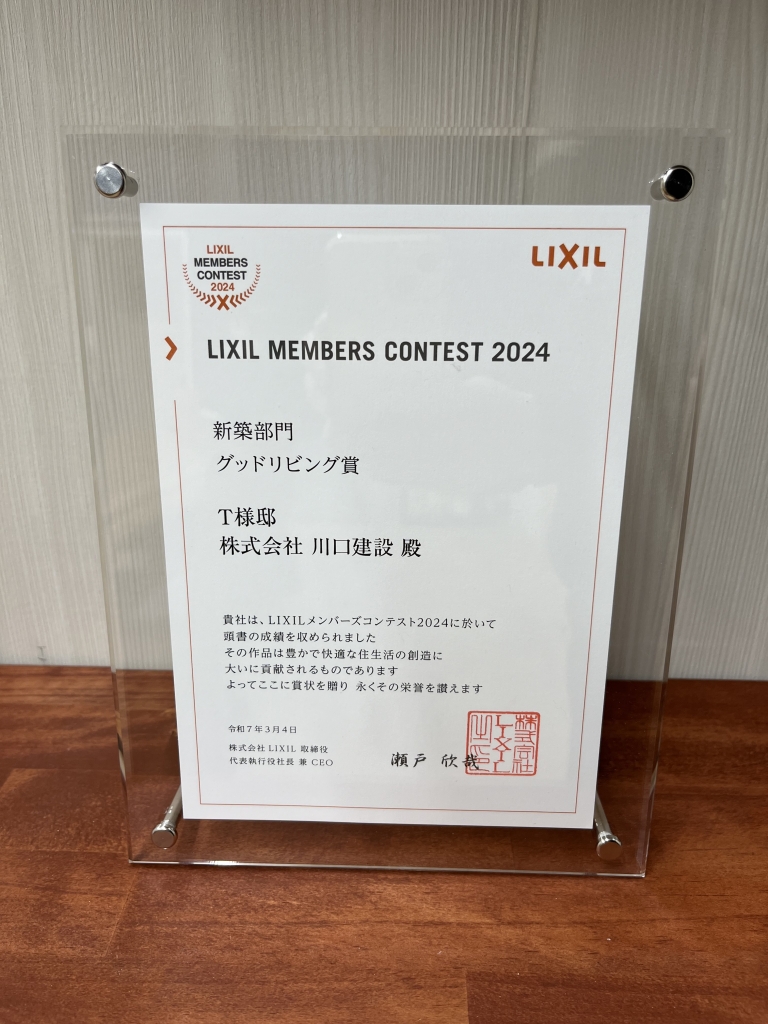 LIXIL
MEMBERS
CONTEST
2024
LIXIL
LIXIL MEMBERS CONTEST 2024
新築部門
グッドリビング賞
T様邸
株式会社 川口建設 殿
貴社は、LIXILメンバーズコンテスト2024に於いて
頭書の成績を収められました
その作品は豊かで快適な住生活の創造に
大いに貢献されるものであります
よってここに賞状を贈り 永くその栄誉を讃えます
令和7年3月4日
株式会社 LIXIL 取締役
代表執行役社長 兼 CEO
瀬戸 欣哉
株式会社
LIXIL
之印